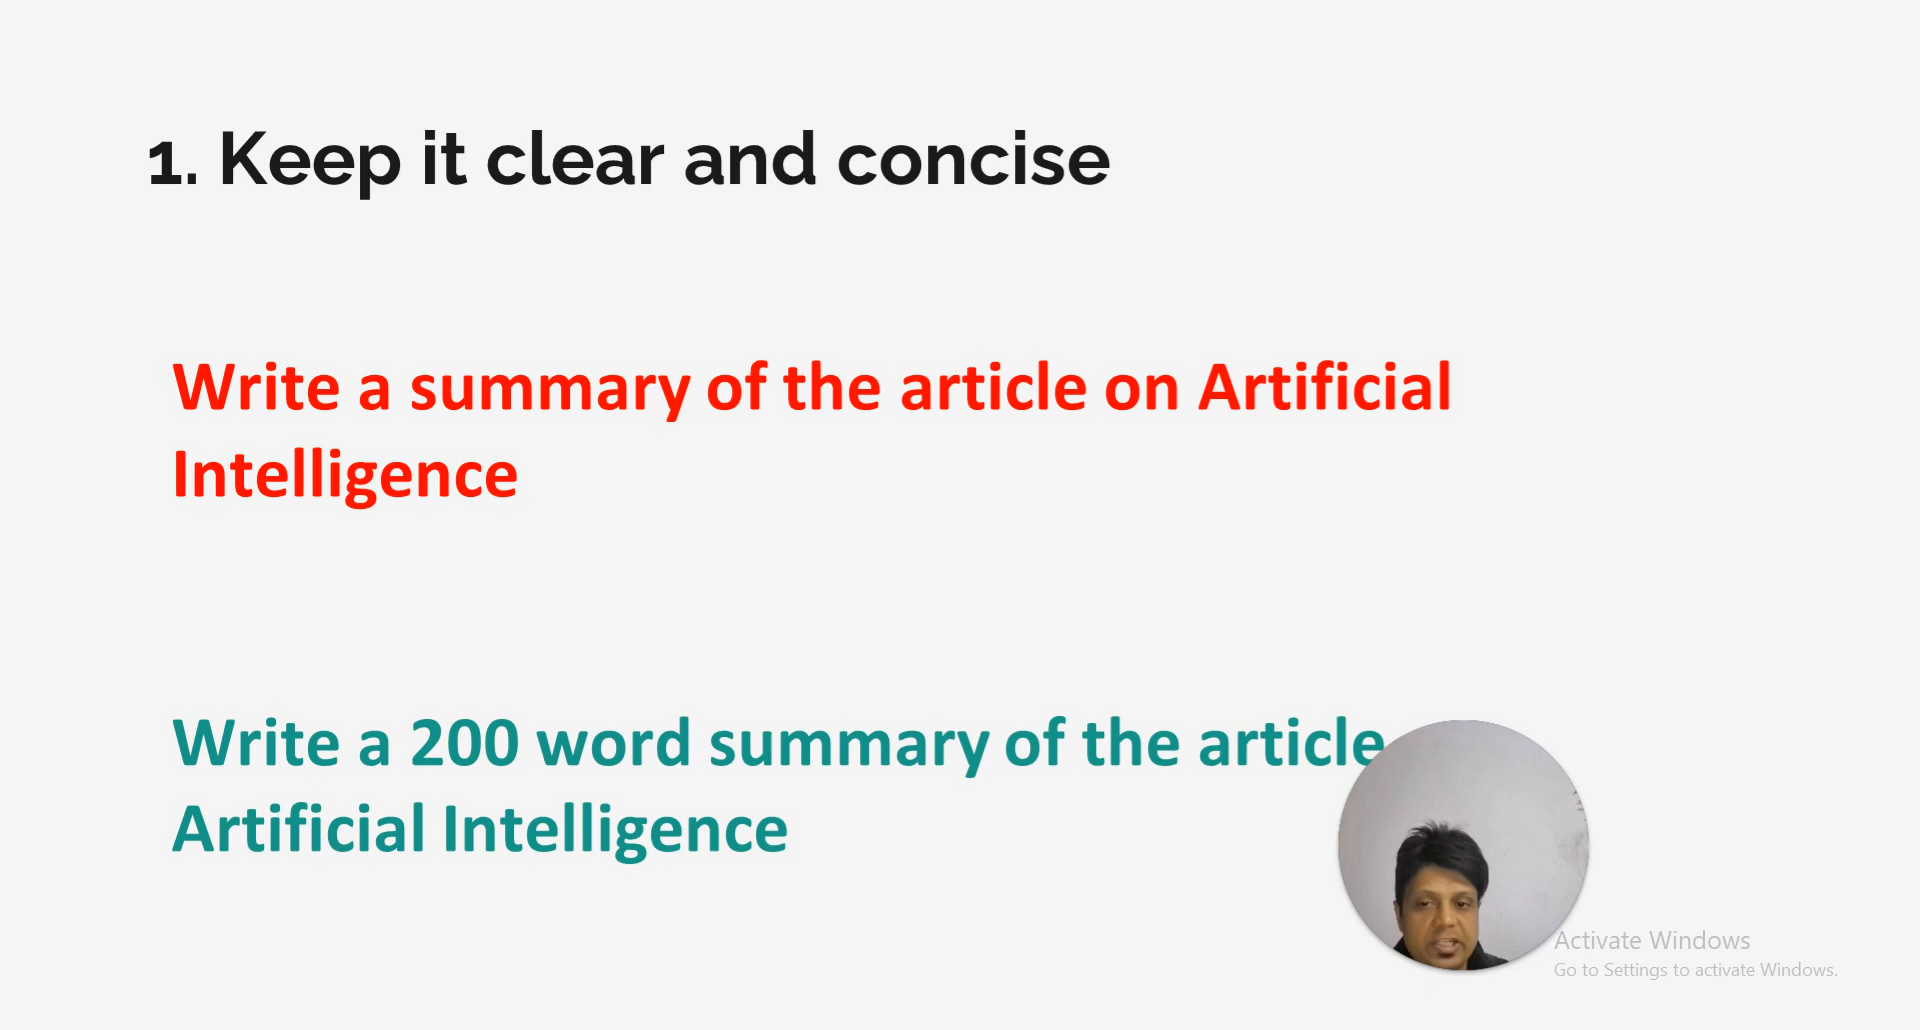 1. Keep it clear and concise
Write a summary of the article on Artificial
Intelligence
Write a 200 word summary of the article
Artificial Intelligence
Activate Windows
Go to Settings to activate Windows.